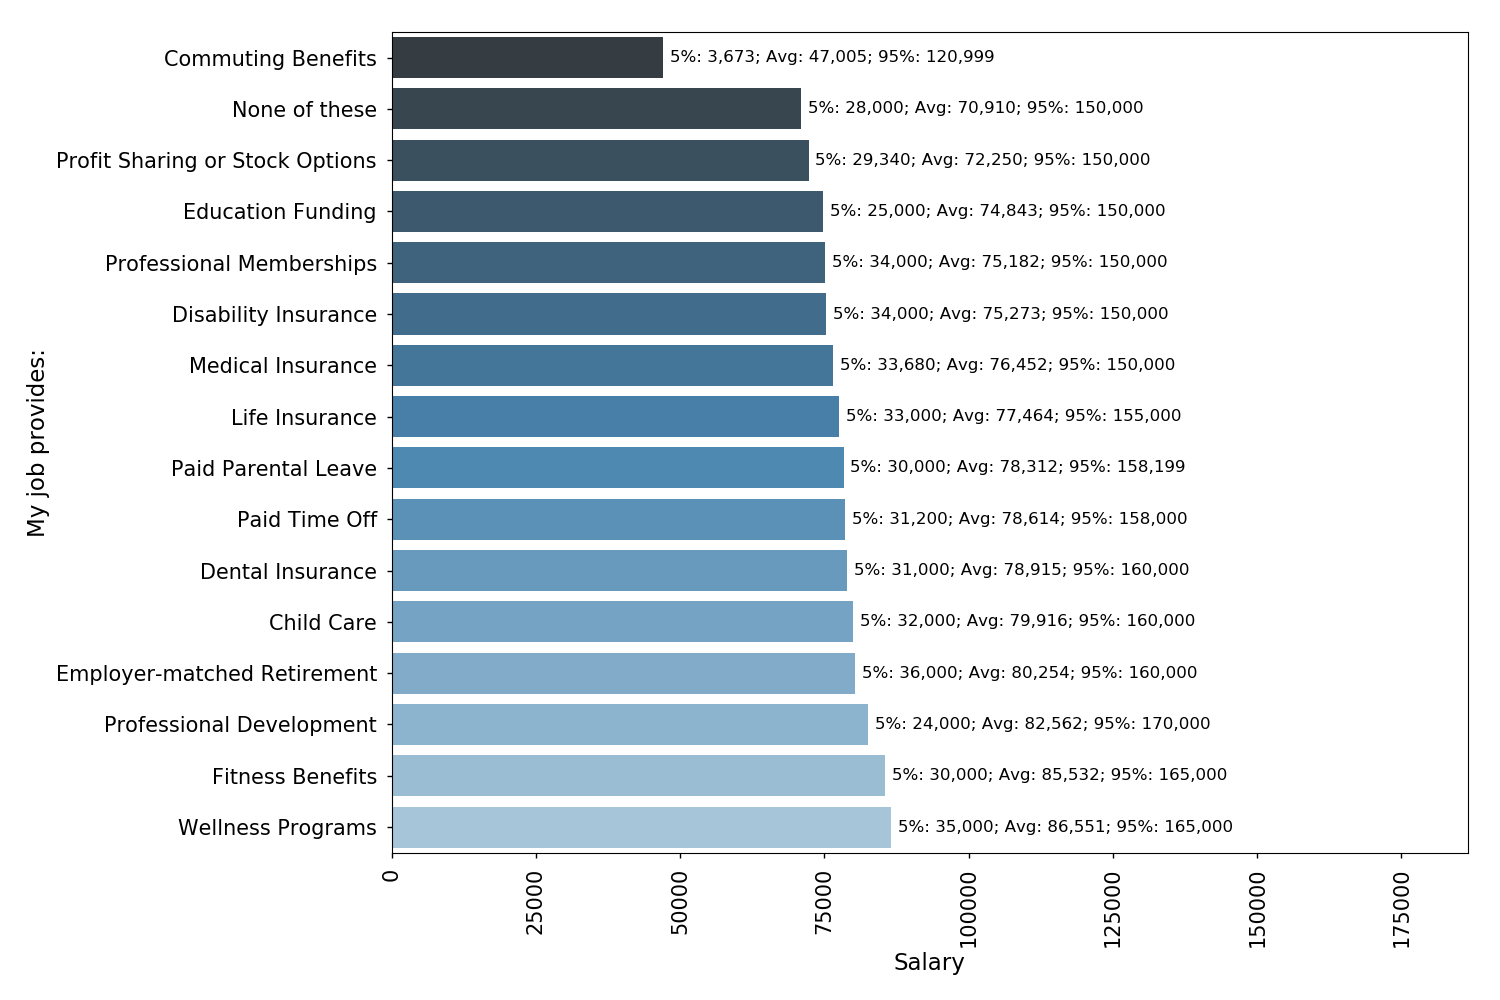 My job provides:
Commuting Benefits 5%: 3,673; Avg: 47,005; 95%: 120,999
None of these 5%: 28,000; Avg: 70,910; 95%: 150,000
Profit Sharing or Stock Options 5%: 29,340; Avg: 72,250; 95%: 150,000
Education Funding 5%: 25,000; Avg: 74,843; 95%: 150,000
Professional Memberships 5%: 34,000; Avg: 75,182; 95%: 150,000
Disability Insurance 5%: 34,000; Avg: 75,273; 95%: 150,000
Medical Insurance 5%: 33,680; Avg: 76,452; 95%: 150,000
Life Insurance 5%: 33,000; Avg: 77,464; 95%: 155,000
Paid Parental Leave 5%: 30,000; Avg: 78,312; 95%: 158,199
Paid Time Off 5%: 31,200; Avg: 78,614; 95%: 158,000
Dental Insurance 5%: 31,000; Avg: 78,915; 95%: 160,000
Child Care 5%: 32,000; Avg: 79,916; 95%: 160,000
Employer-matched Retirement 5%: 36,000; Avg: 80,254; 95%: 160,000
Professional Development 5%: 24,000; Avg: 82,562; 95%: 170,000
Fitness Benefits 5%: 30,000; Avg: 85,532; 95%: 165,000
Wellness Programs 5%: 35,000; Avg: 86,551; 95%: 165,000
0 25000 50000 75000 100000 125000 150000 175000
Salary